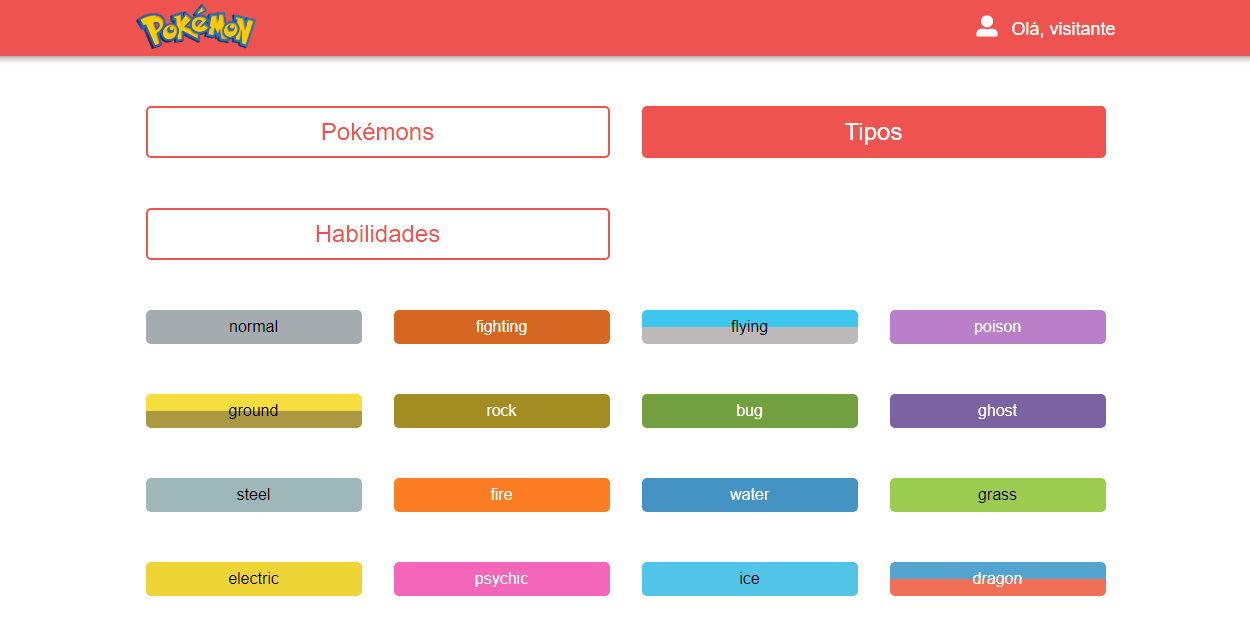 Pokémon
Olá, visitante
Pokémons
Tipos
Habilidades
normal
fighting
flying
poison
ground
rock
bug
ghost
steel
fire
water
grass
electric
psychic
ice
dragon